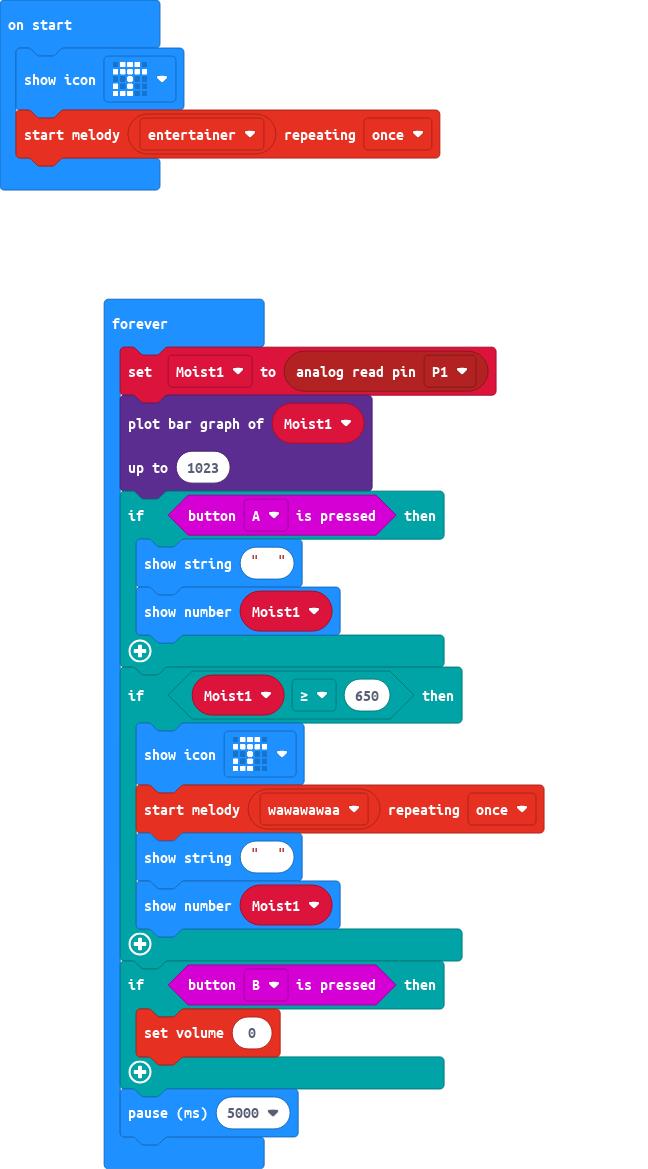 on start
show icon
start melody entertainer repeating once
forever
set Moist1 to analog read pin P1
plot bar graph of Moist1
up to 1023
if button A is pressed then
show string " "
show number Moist1
if Moist1 ≥ 650 then
show icon
start melody wawawawaa repeating once
show string " "
show number Moist1
if button B is pressed then
set volume 0
pause (ms) 5000